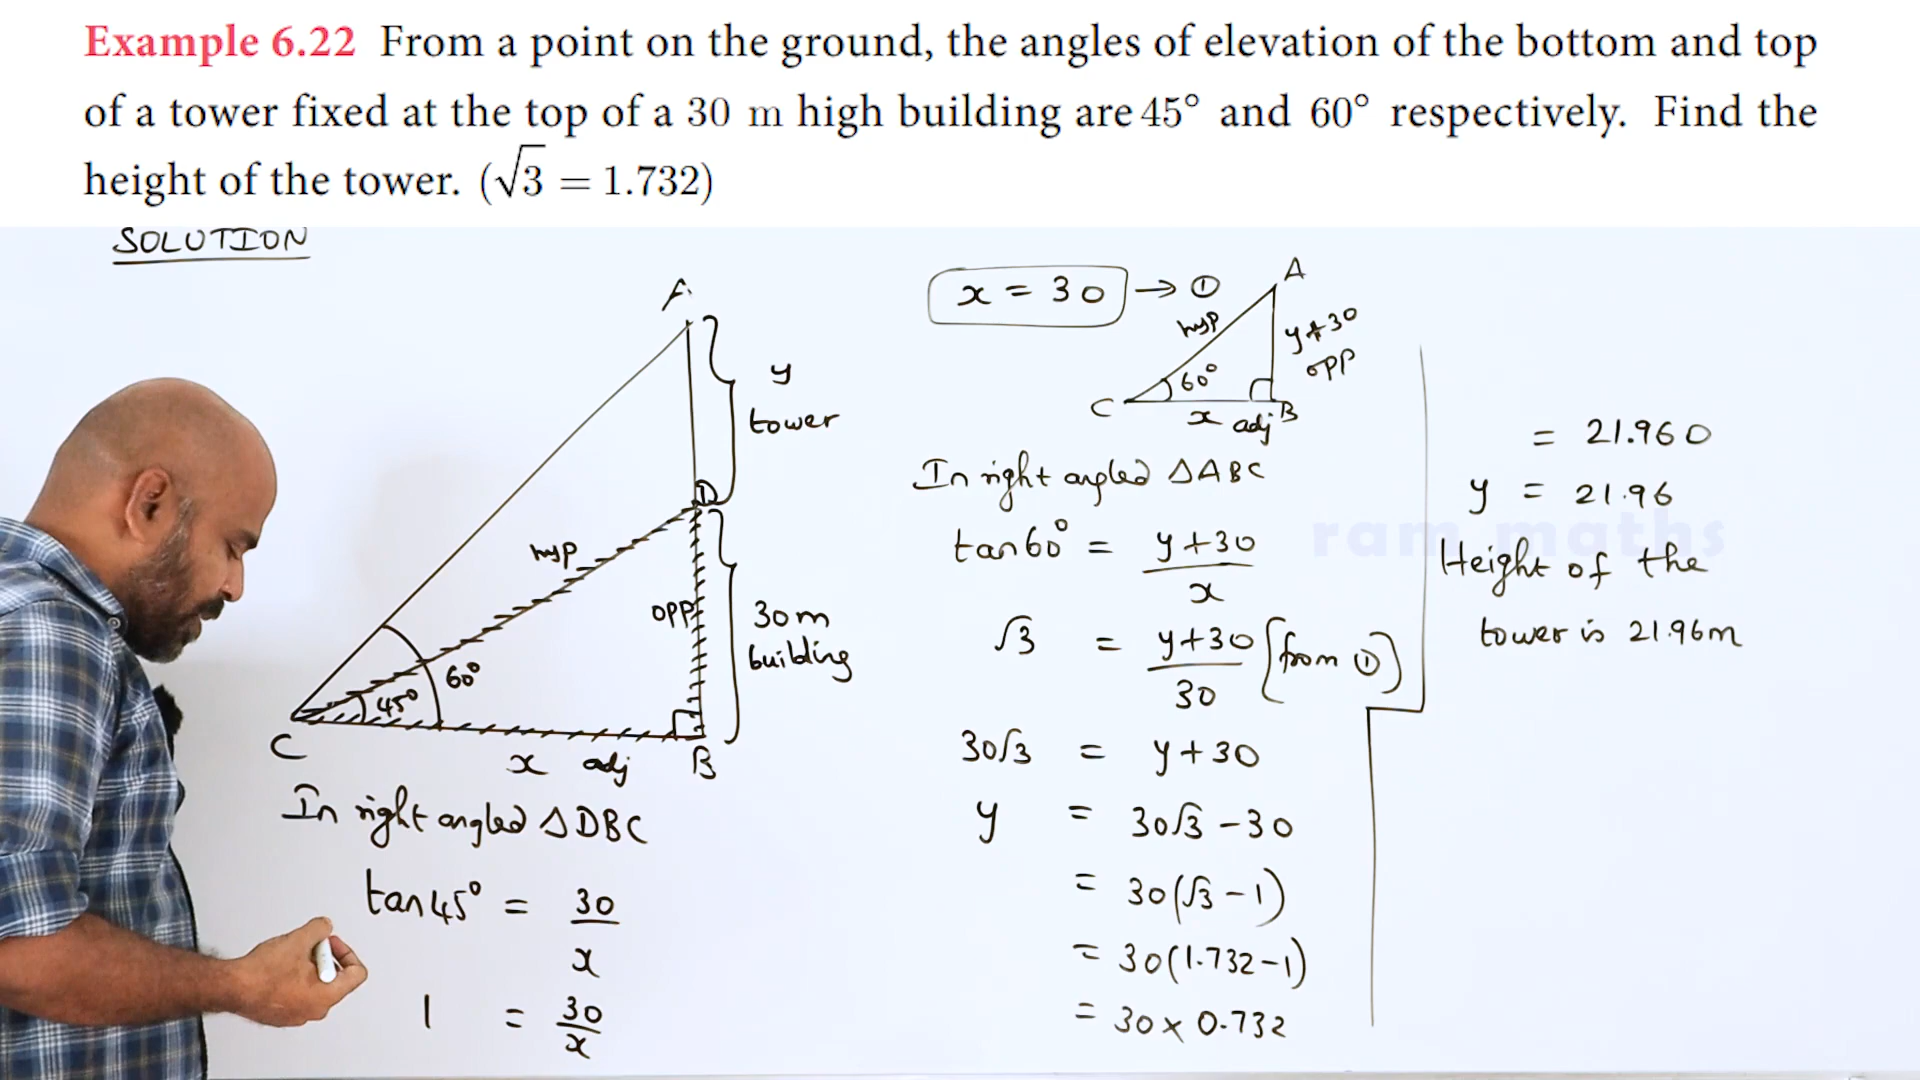 Example 6.22 From a point on the ground, the angles of elevation of the bottom and top
of a tower fixed at the top of a 30 m high building are 45° and 60° respectively. Find the
height of the tower. (√3 = 1.732)
SOLUTION
A
y
tower
D
hyp
opp
30m
building
60°
45°
C
x adj
B
In right angled ΔDBC
tan45° = 30/x
1 = 30/x
x = 30 → ①
A
hyp
y+30
opp
60°
C
x adj
B
In right angled ΔABC
tan60° = y+30/x
√3 = y+30/30 [from ①]
30√3 = y+30
y = 30√3 - 30
= 30(√3 - 1)
= 30(1.732-1)
= 30 x 0.732
= 21.960
y = 21.96
ram maths
Height of the
tower is 21.96m